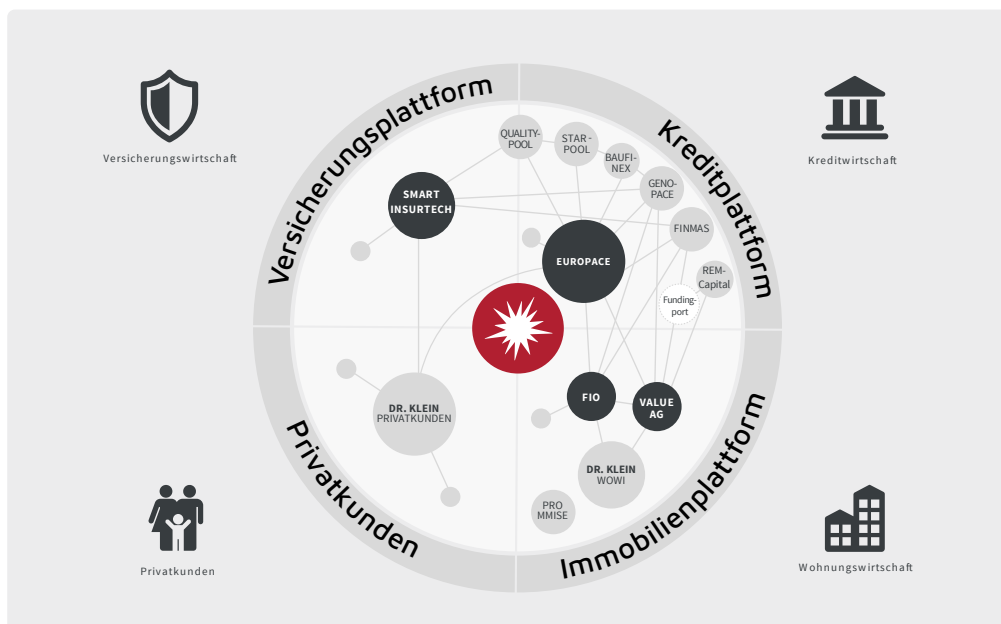 Versicherungsplattform
Kreditplattform
Versicherungswirtschaft
Kreditwirtschaft
QUALITY-
POOL
STAR -
POOL
BAUFI-
NEX
GENO-
PACE
SMART
INSURTECH
FINMAS
EUROPACE
REM-
Capital
Funding-
port
DR. KLEIN
PRIVATKUNDEN
FIO
VALUE
AG
DR. KLEIN
WOWI
PRO
MMISE
Privatkunden
Immobilienplattform
Privatkunden
Wohnungswirtschaft